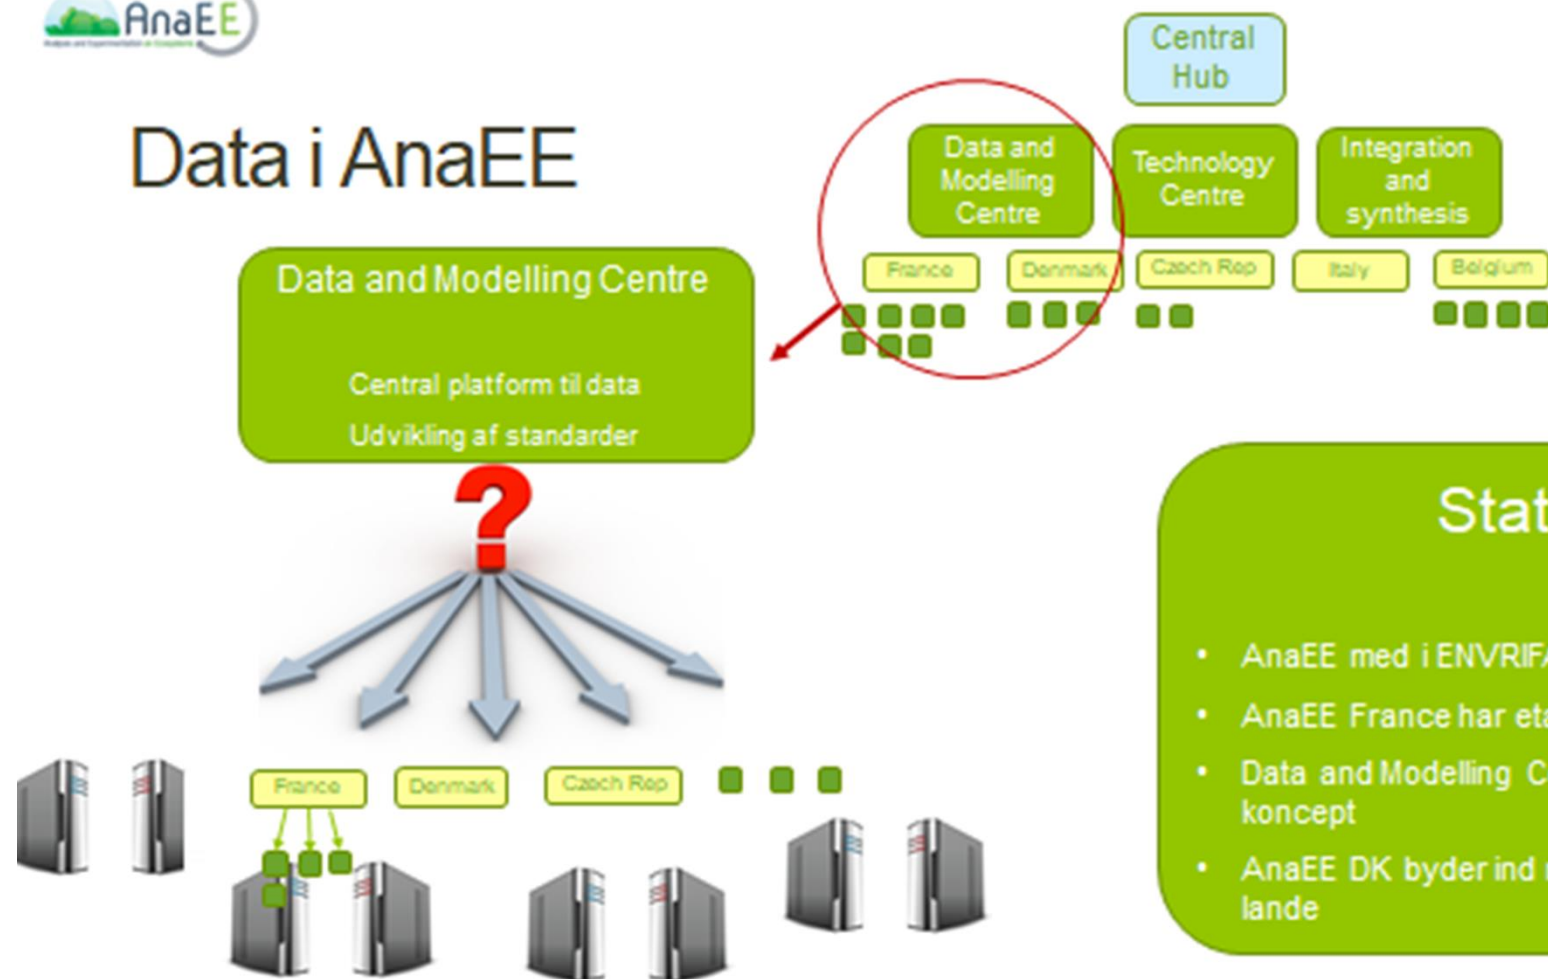 AnaEE
Data i AnaEE
Central
Hub
Data and
Modelling
Centre
Technology
Centre
Integration
and
synthesis
France
Denmark
Czech Rep
Italy
Belgium
Data and Modelling Centre
Central platform til data
Udvikling af standarder
?
Stat
• AnaEE med i ENVRIFA
• AnaEE France har eta
• Data and Modelling C
koncept
• AnaEE DK byder ind
lande
France
Denmark
Czech Rep